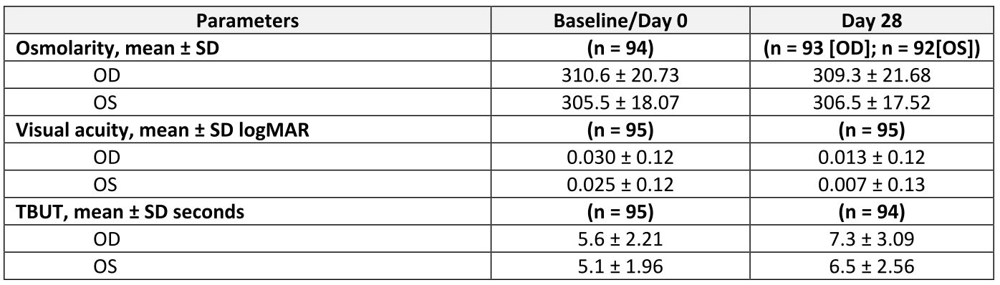 Parameters Baseline/Day 0 Day 28
Osmolarity, mean ± SD (n = 94) (n = 93 [OD]; n = 92[OS])
OD 310.6 ± 20.73 309.3 ± 21.68
OS 305.5 ± 18.07 306.5 ± 17.52
Visual acuity, mean ± SD logMAR (n = 95) (n = 95)
OD 0.030 ± 0.12 0.013 ± 0.12
OS 0.025 ± 0.12 0.007 ± 0.13
TBUT, mean ± SD seconds (n = 95) (n = 94)
OD 5.6 ± 2.21 7.3 ± 3.09
OS 5.1 ± 1.96 6.5 ± 2.56